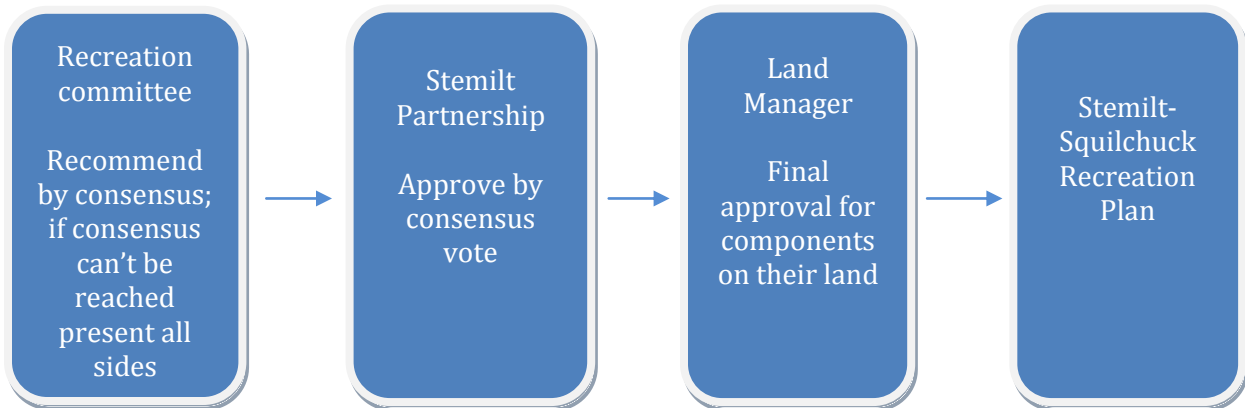 Recreation
committee
Recommend
by consensus;
if consensus
can’t be
reached
present all
sides
Stemilt
Partnership
Approve by
consensus
vote
Land
Manager
Final
approval for
components
on their land
Stemilt-
Squilchuck
Recreation
Plan